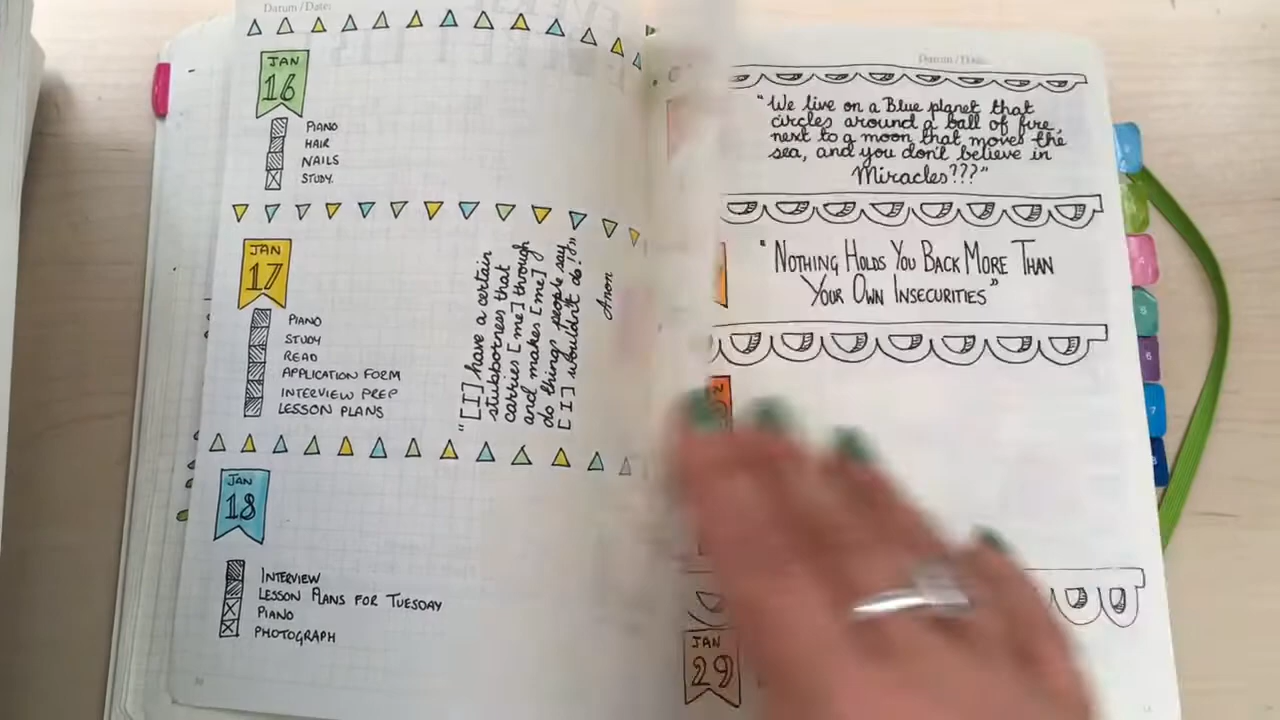 Datum / Date:
JAN
16
PIANO
HAIR
NAILS
STUDY.
JAN
17
PIANO
STUDY
READ
APPLICATION FORM
INTERVIEW PREP
LESSON PLANS
"[I] have a certain
stubborness that
carries [me] through
and makes [me]
do things people say
[I] wouldn't do!"
Anon
JAN
18
INTERVIEW
LESSON PLANS FOR TUESDAY
PIANO
PHOTOGRAPH
Datum / Date:
"We live on a Blue planet that
circles around a ball of fire,
next to a moon that moves the
sea, and you don't believe in
Miracles???"
"NOTHING HOLDS YOU BACK MORE THAN
YOUR OWN INSECURITIES"
JAN
29
5
6
7
8